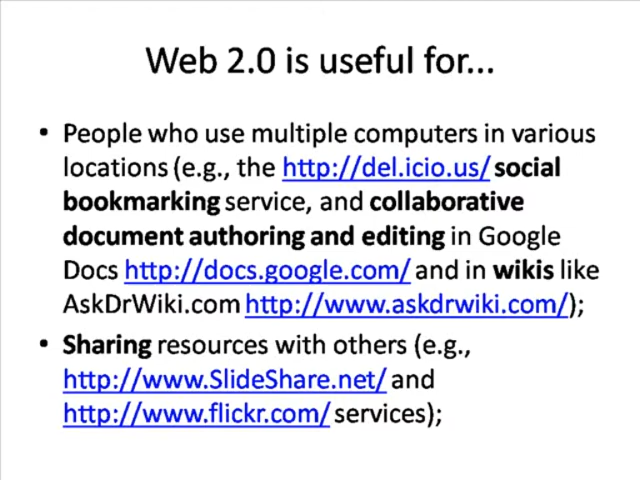 Web 2.0 is useful for...
• People who use multiple computers in various
locations (e.g., the http://del.icio.us/ social
bookmarking service, and collaborative
document authoring and editing in Google
Docs http://docs.google.com/ and in wikis like
AskDrWiki.com http://www.askdrwiki.com/);
• Sharing resources with others (e.g.,
http://www.SlideShare.net/ and
http://www.flickr.com/ services);